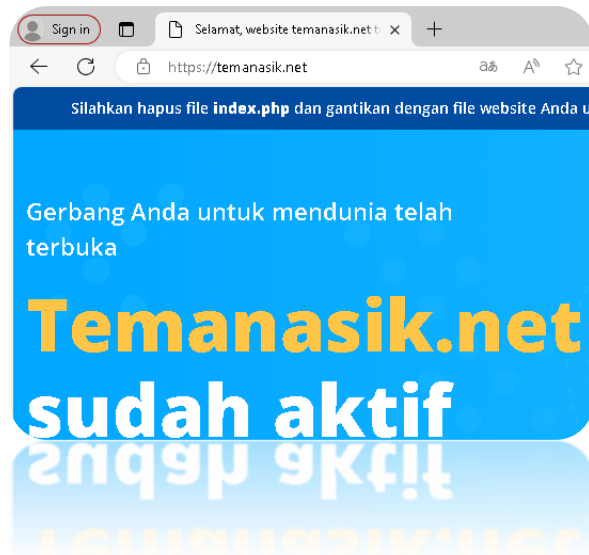 Sign in
Selamat, website temanasik.net t
https://temanasik.net
Silahkan hapus file index.php dan gantikan dengan file website Anda u
Gerbang Anda untuk mendunia telah
terbuka
Temanasik.net
sudah aktif